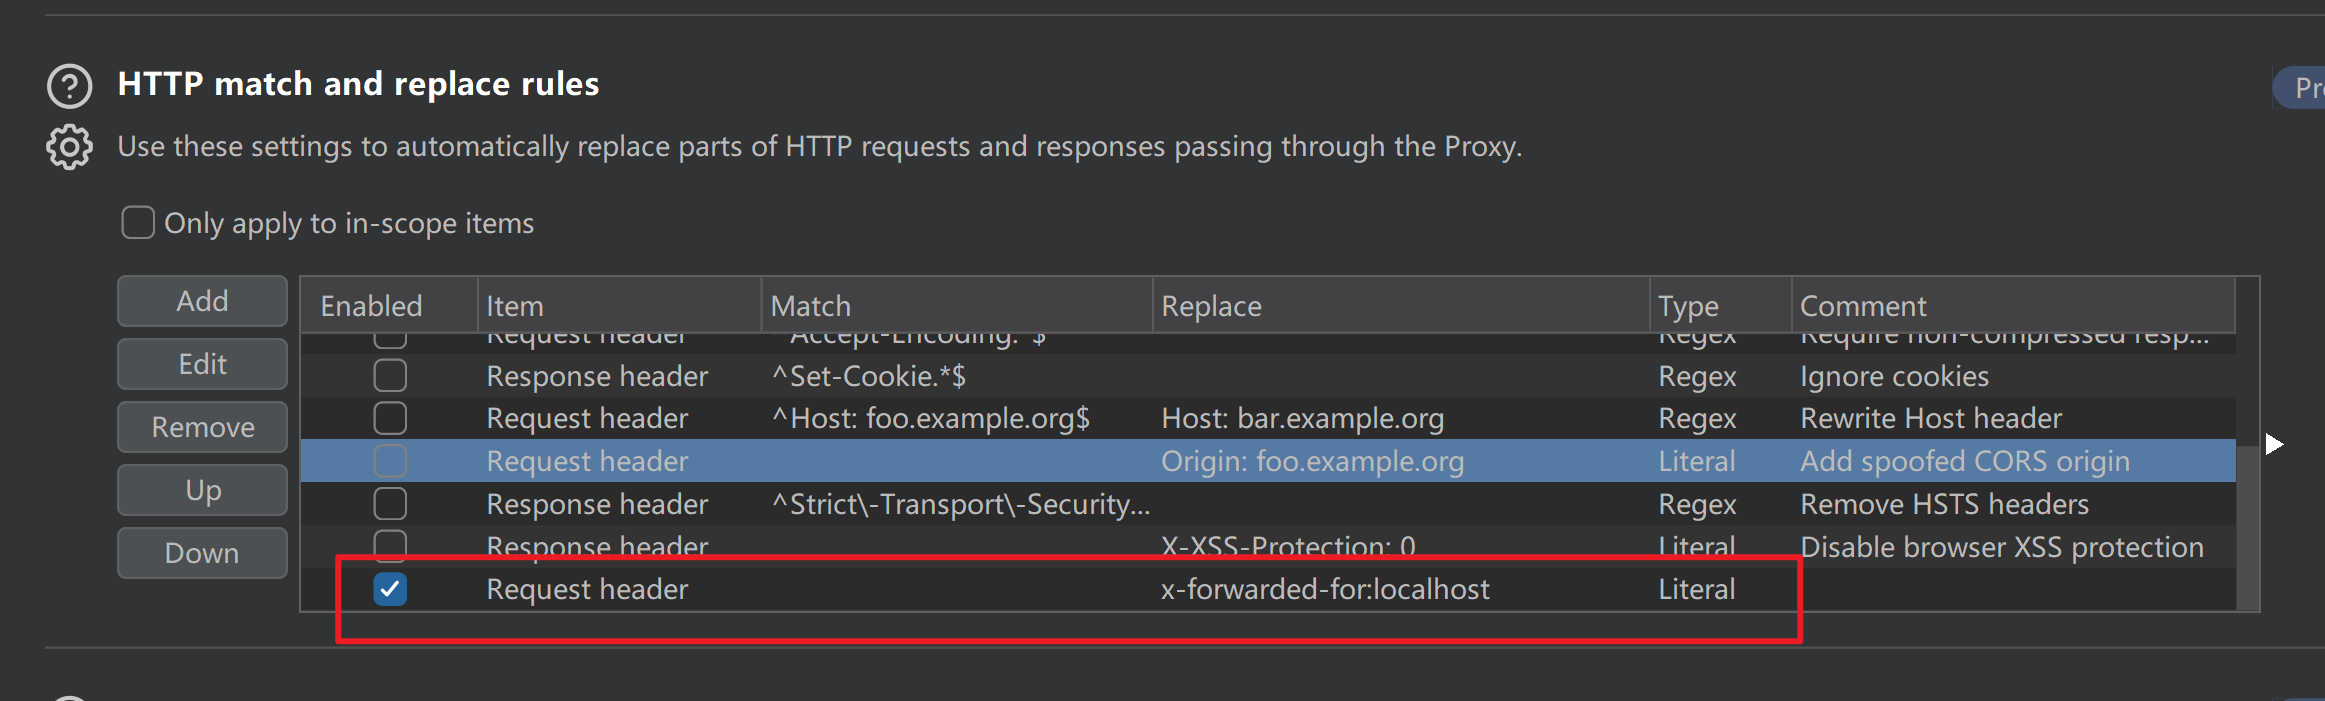 HTTP match and replace rules
Pr
Use these settings to automatically replace parts of HTTP requests and responses passing through the Proxy.
Only apply to in-scope items
Add
Edit
Remove
Up
Down
Enabled Item Match Replace Type Comment
Request header ^Accept-Encoding.*$ Regex Require non-compressed resp...
Response header ^Set-Cookie.*$ Regex Ignore cookies
Request header ^Host: foo.example.org$ Host: bar.example.org Regex Rewrite Host header
Request header Origin: foo.example.org Literal Add spoofed CORS origin
Response header ^Strict\-Transport\-Security... Regex Remove HSTS headers
Response header X-XSS-Protection: 0 Literal Disable browser XSS protection
Request header x-forwarded-for:localhost Literal